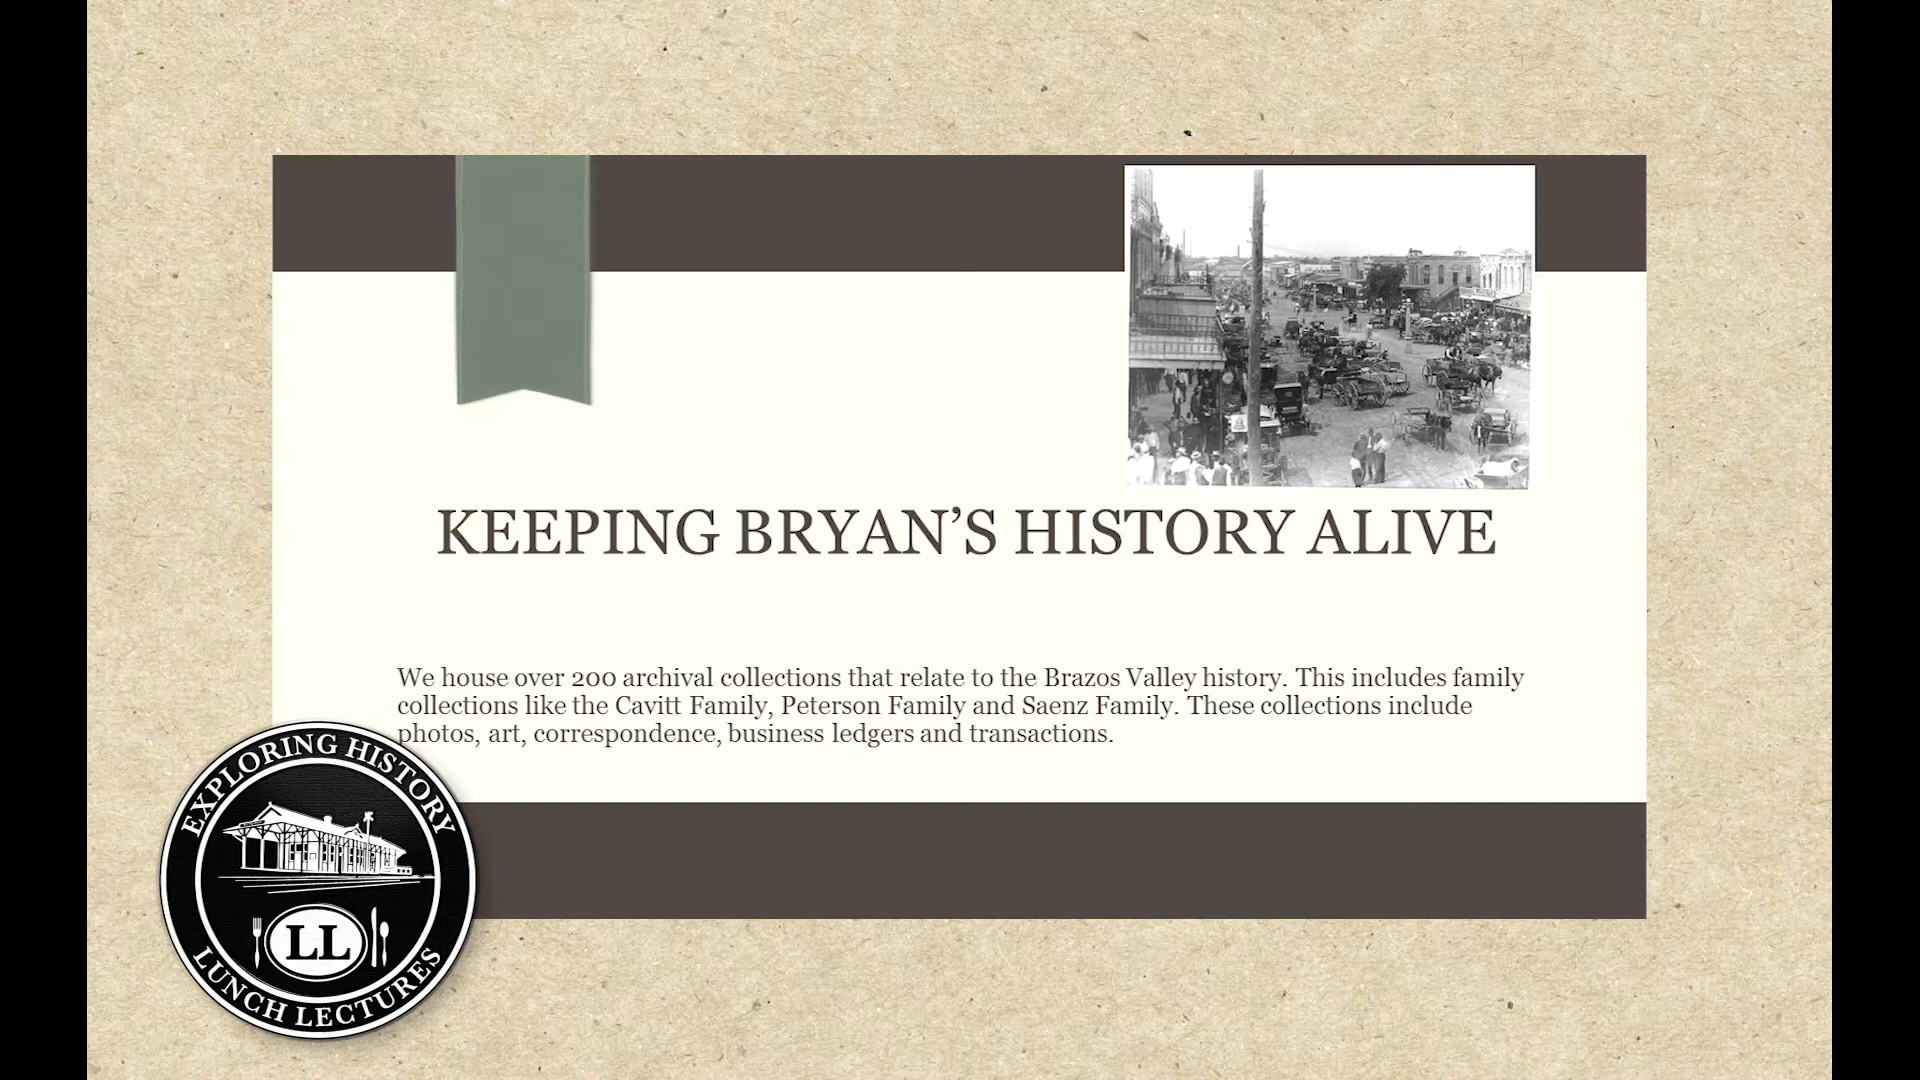 KEEPING BRYAN’S HISTORY ALIVE
We house over 200 archival collections that relate to the Brazos Valley history. This includes family
collections like the Cavitt Family, Peterson Family and Saenz Family. These collections include
photos, art, correspondence, business ledgers and transactions.
EXPLORING HISTORY
LL
LUNCH LECTURES